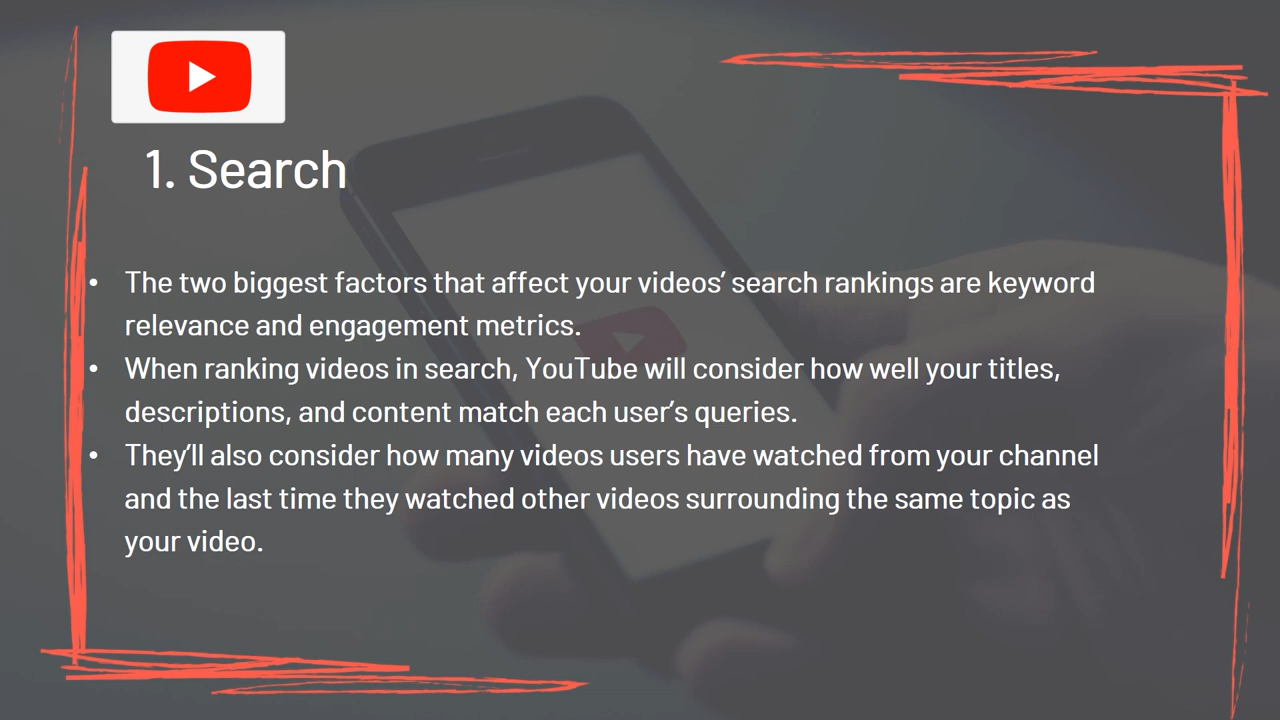 1. Search
• The two biggest factors that affect your videos’ search rankings are keyword
relevance and engagement metrics.
• When ranking videos in search, YouTube will consider how well your titles,
descriptions, and content match each user’s queries.
• They’ll also consider how many videos users have watched from your channel
and the last time they watched other videos surrounding the same topic as
your video.